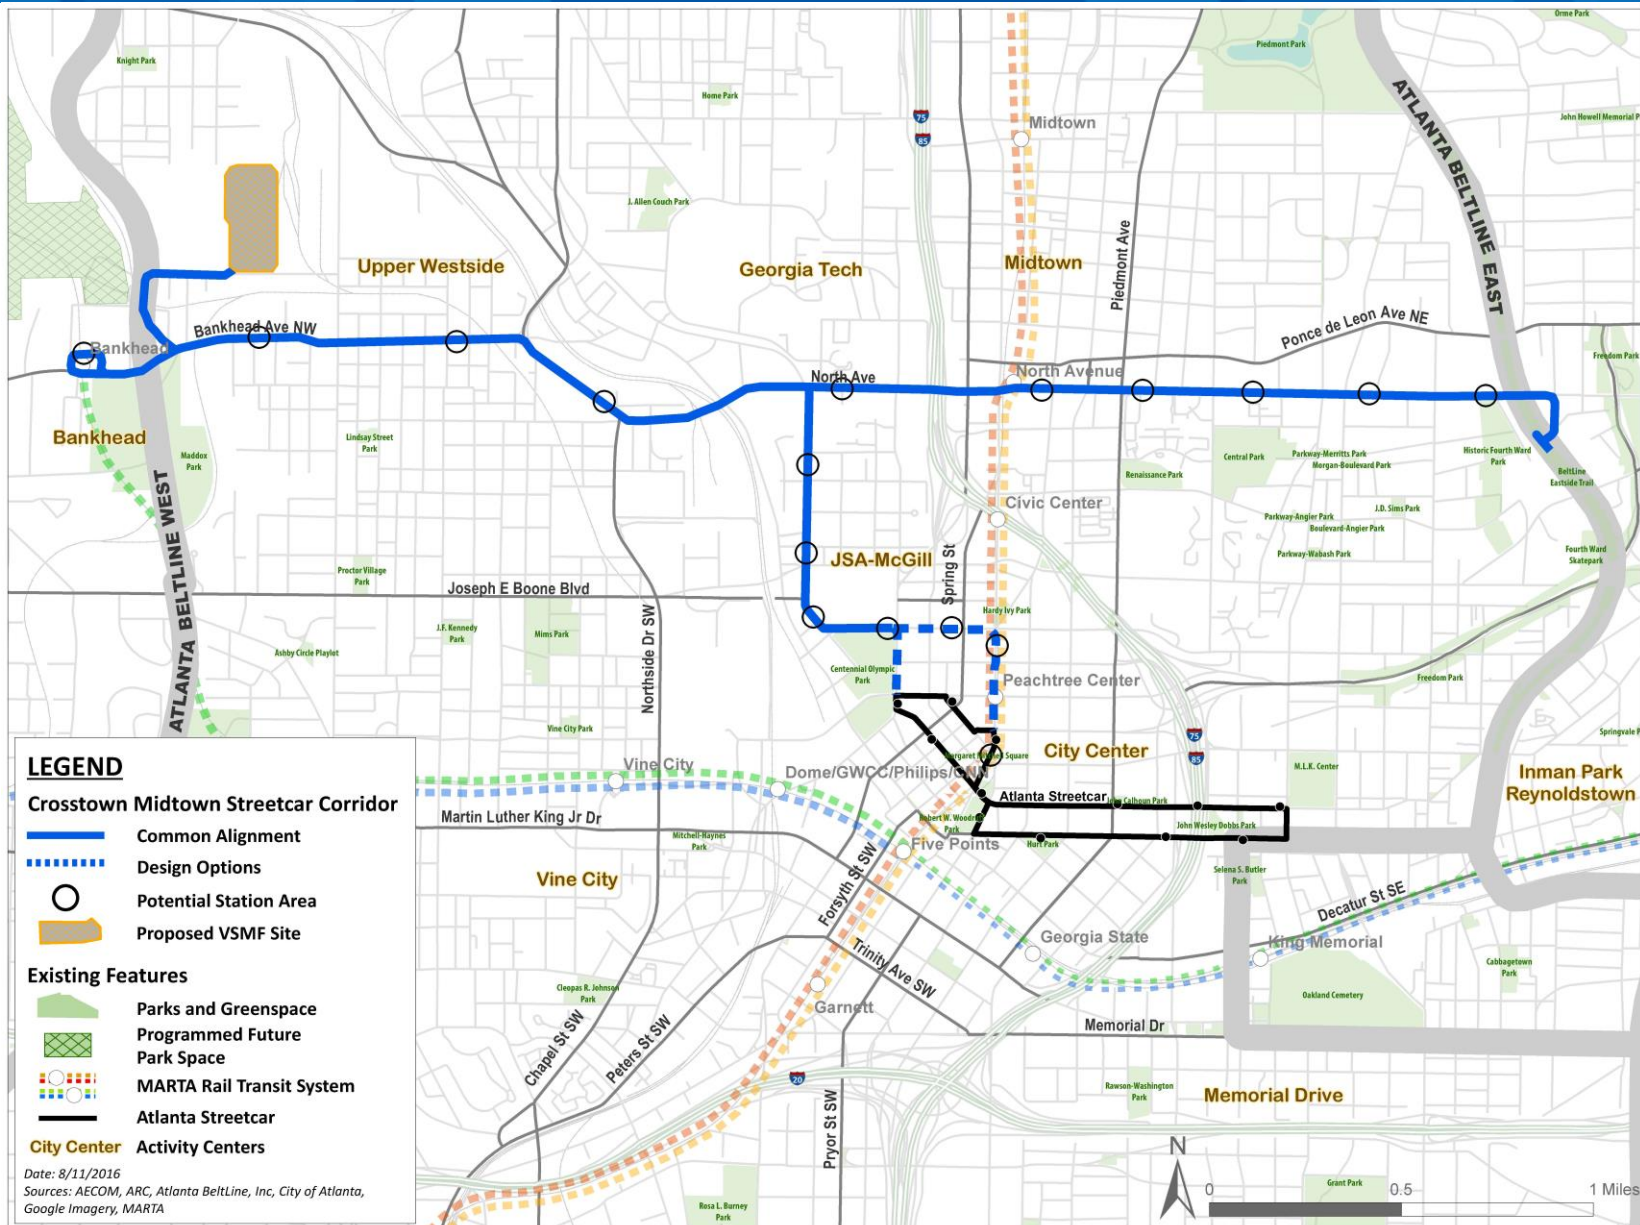 Orme Park
Knight Park
Piedmont Park
Home Park
John Howell Memorial P
75
85
Midtown
ATLANTA BELTLINE EAST
J. Allen Couch Park
Piedmont Ave
Upper Westside
Georgia Tech
Midtown
Bankhead Ave NW
Ponce de Leon Ave NE
Bankhead
Freedom Park
North Ave
North Avenue
Bankhead
Lindsay Street
Park
Maddox
Park
Central Park
Parkway-Merritts Park
Morgan-Boulevard Park
Historic Fourth Ward
Park
Renaissance Park
BeltLine
Eastside Trail
ATLANTA BELTLINE WEST
Civic Center
J.D. Sims Park
Parkway-Angier Park
Boulevard-Angier Park
Parkway-Wabash Park
Fourth Ward
Skatepark
JSA-McGill
Spring St
Proctor Village
Park
Joseph E Boone Blvd
Hardy Ivy Park
J.F. Kennedy
Park
Mims Park
Ashby Circle Playlot
Northside Dr SW
Centennial Olympic
Park
Peachtree Center
Freedom Park
Vine City Park
75
85
Springvale P
City Center
Vine City
Dome/GWCC/Philips/CNN
M.L.K. Center
Inman Park
Reynoldstown
Atlanta Streetcar
Calhoun Park
Martin Luther King Jr Dr
Robert W. Woodruff
Park
John Wesley Dobbs Park
Mitchell-Haynes
Park
Five Points
Hurt Park
Selena S. Butler
Park
Vine City
Forsyth St SW
Decatur St SE
Georgia State
King Memorial
Trinity Ave SW
Cabbagetown
Park
Cleopas R. Johnson
Park
Garnett
Oakland Cemetery
Memorial Dr
Chapel St SW
Peters St SW
20
Pryor St SW
Rawson-Washington
Park
Memorial Drive
Rosa L. Burney
Park
Grant Park
N
0
0.5
1 Miles
LEGEND
Crosstown Midtown Streetcar Corridor
Common Alignment
Design Options
Potential Station Area
Proposed VSMF Site
Existing Features
Parks and Greenspace
Programmed Future
Park Space
MARTA Rail Transit System
Atlanta Streetcar
City Center Activity Centers
Date: 8/11/2016
Sources: AECOM, ARC, Atlanta BeltLine, Inc, City of Atlanta,
Google Imagery, MARTA